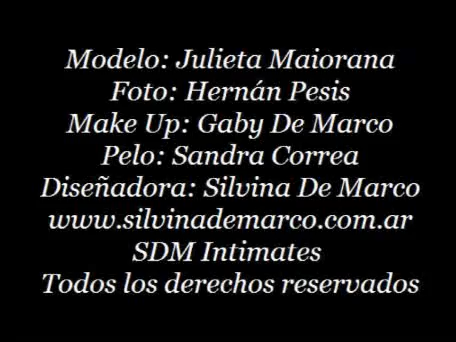 Modelo: Julieta Maiorana
Foto: Hernán Pesis
Make Up: Gaby De Marco
Pelo: Sandra Correa
Diseñadora: Silvina De Marco
www.silvinademarco.com.ar
SDM Intimates
Todos los derechos reservados